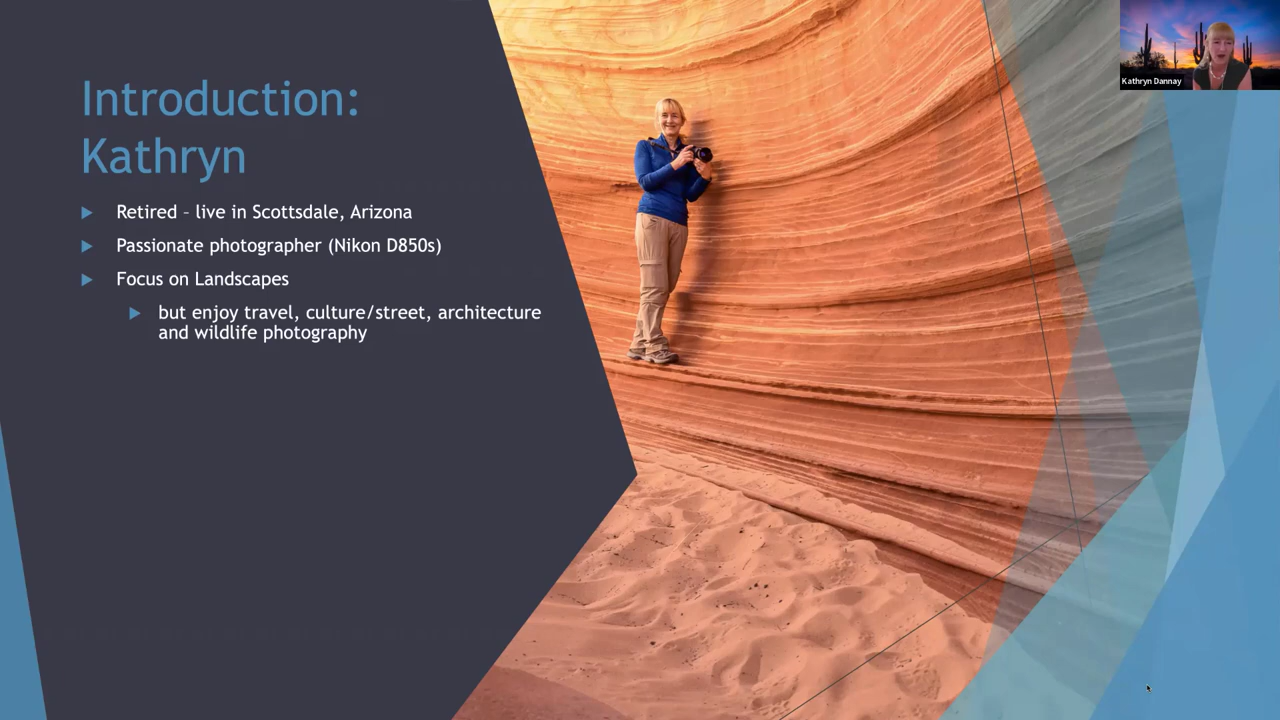 Introduction:
Kathryn
Retired – live in Scottsdale, Arizona
Passionate photographer (Nikon D850s)
Focus on Landscapes
but enjoy travel, culture/street, architecture
and wildlife photography
Kathryn Dannay